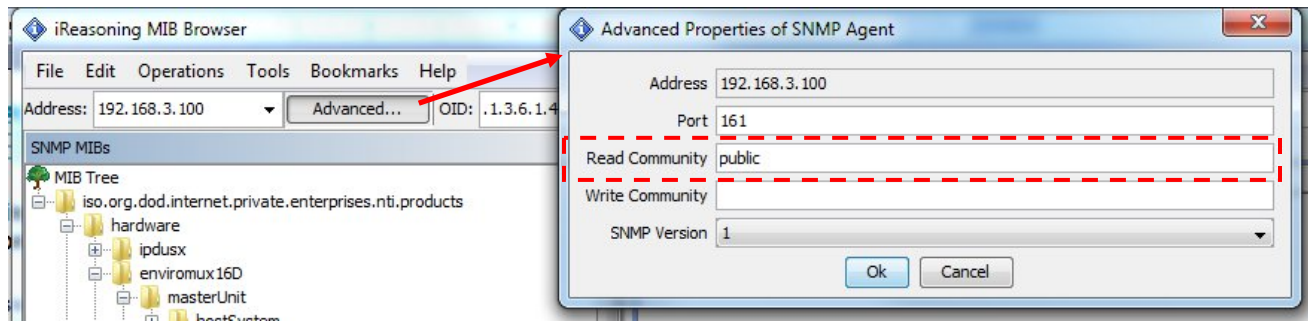 iReasoning MIB Browser
File Edit Operations Tools Bookmarks Help
Address: 192.168.3.100 Advanced... OID: .1.3.6.1.4
SNMP MIBs
MIB Tree
iso.org.dod.internet.private.enterprises.nti.products
hardware
ipdusx
enviromux16D
masterUnit
hostSystem
Advanced Properties of SNMP Agent
Address 192.168.3.100
Port 161
Read Community public
Write Community
SNMP Version 1
Ok Cancel